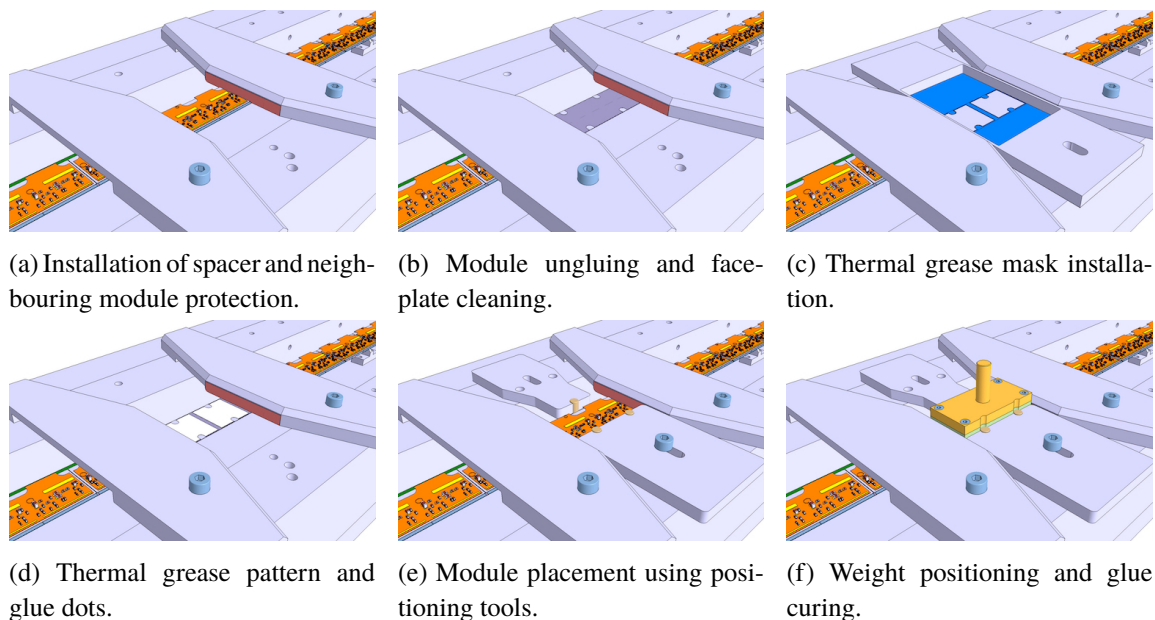 (a) Installation of spacer and neigh-
bouring module protection.
(b) Module ungluing and face-
plate cleaning.
(c) Thermal grease mask installa-
tion.
(d) Thermal grease pattern and
glue dots.
(e) Module placement using posi-
tioning tools.
(f) Weight positioning and glue
curing.